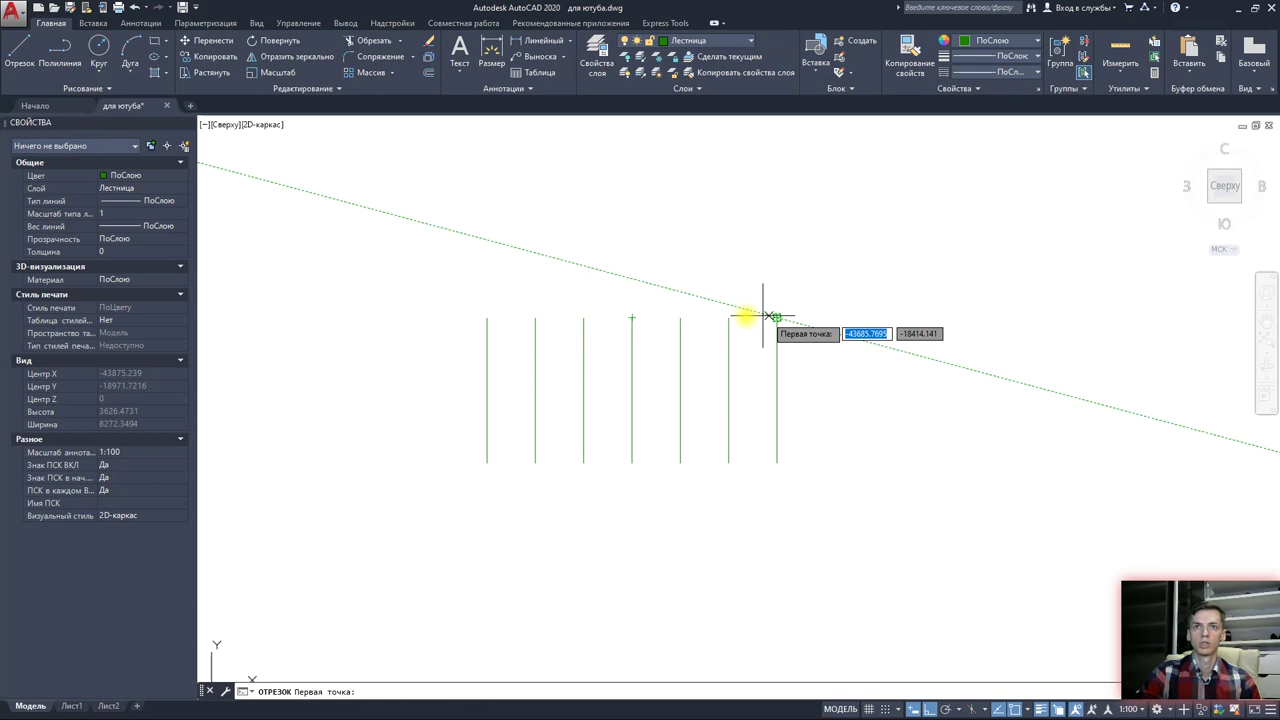 Autodesk AutoCAD 2020 для ютуба.dwg
Введите ключевое слово/фразу
Вход в службы
Главная Вставка Аннотации Параметризация Вид Управление Вывод Надстройки Совместная работа Рекомендованные приложения Express Tools
Отрезок Полилиния Круг Дуга
Перенести Повернуть Обрезать
Копировать Отразить зеркально Сопряжение
Растянуть Масштаб Массив
Текст Размер
Линейный
Выноска
Таблица
Свойства слоя
Лестница
Сделать текущим
Копировать свойства слоя
Вставка
Создать
Редактировать
Копирование свойств
ПоСлою
ПоСлою
ПоСл...
Группа
Измерить
Вставить
Базовый
Рисование Редактирование Аннотации Слои Блок Свойства Группы Утилиты Буфер обмена Вид
Начало для ютуба*
СВОЙСТВА
[−][Сверху][2D-каркас]
Ничего не выбрано
Общие
Цвет ПоСлою
Слой Лестница
Тип линий ПоСлою
Масштаб типа л... 1
Вес линий ПоСлою
Прозрачность ПоСлою
Толщина 0
3D-визуализация
Материал ПоСлою
Стиль печати
Стиль печати ПоЦвету
Таблица стилей... Нет
Пространство та... Модель
Тип стилей печат... Недоступно
Вид
Центр X -43875.239
Центр Y -18971.7216
Центр Z 0
Высота 3626.4731
Ширина 8272.3494
Разное
Масштаб аннота... 1:100
Знак ПСК ВКЛ Да
Знак ПСК в нач.... Да
ПСК в каждом В... Да
Имя ПСК
Визуальный стиль 2D-каркас
С
З Сверху В
Ю
МСК
Первая точка: -43685.7695 -18414.141
Y
X
ОТРЕЗОК Первая точка:
Модель Лист1 Лист2
МОДЕЛЬ 1:100